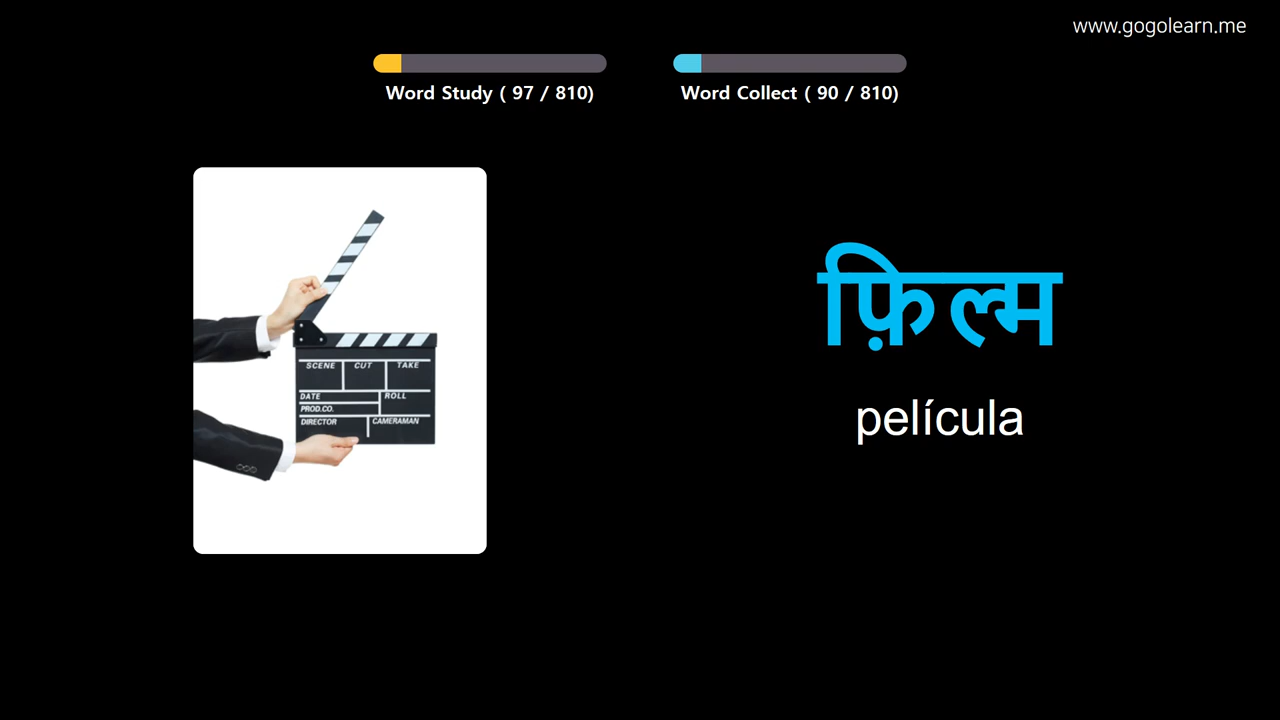 www.gogolearn.me
Word Study ( 97 / 810)
Word Collect ( 90 / 810)
SCENE CUT TAKE
DATE ROLL
PROD.CO.
DIRECTOR CAMERAMAN
फ़िल्म
película